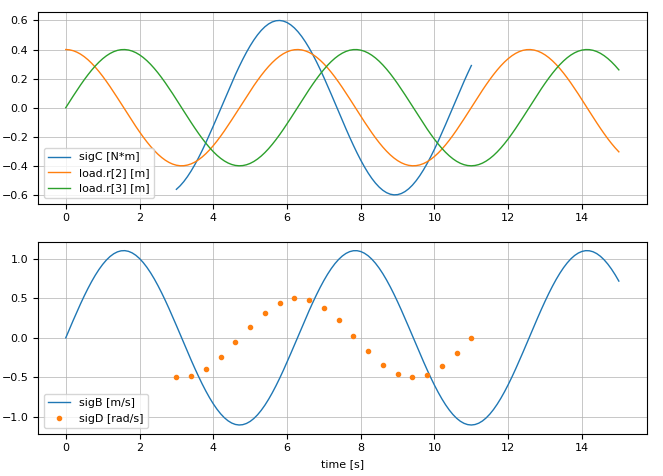 0.6
0.4
0.2
0.0
−0.2
−0.4
−0.6
sigC [N*m]
load.r[2] [m]
load.r[3] [m]
0 2 4 6 8 10 12 14
1.0
0.5
0.0
−0.5
−1.0
sigB [m/s]
sigD [rad/s]
0 2 4 6 8 10 12 14
time [s]